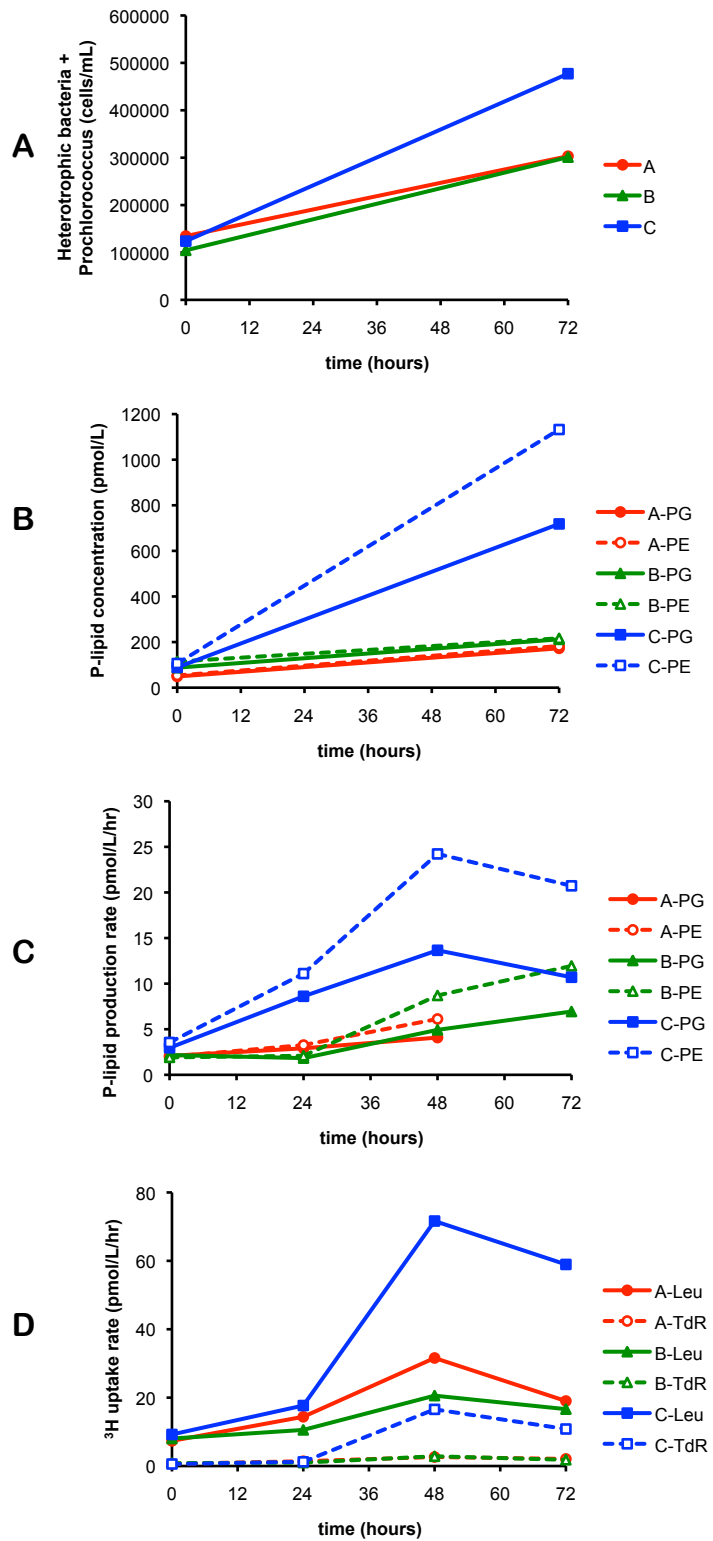 A
Heterotrophic bacteria +
Prochlorococcus (cells/mL)
600000
500000
400000
300000
200000
100000
0
0 12 24 36 48 60 72
time (hours)
A
B
C
B
P-lipid concentration (pmol/L)
1200
1000
800
600
400
200
0
0 12 24 36 48 60 72
time (hours)
A-PG
A-PE
B-PG
B-PE
C-PG
C-PE
C
P-lipid production rate (pmol/L/hr)
30
25
20
15
10
5
0
0 12 24 36 48 60 72
time (hours)
A-PG
A-PE
B-PG
B-PE
C-PG
C-PE
D
³H uptake rate (pmol/L/hr)
80
60
40
20
0
0 12 24 36 48 60 72
time (hours)
A-Leu
A-TdR
B-Leu
B-TdR
C-Leu
C-TdR